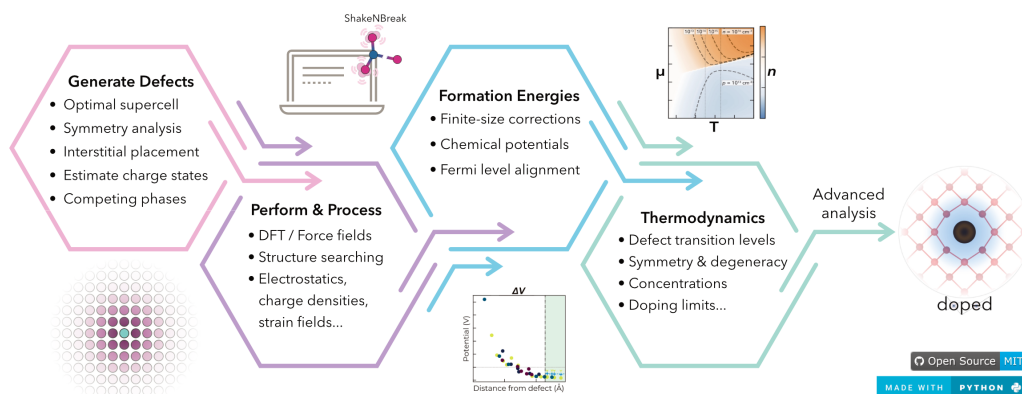 ShakeNBreak
Generate Defects
• Optimal supercell
• Symmetry analysis
• Interstitial placement
• Estimate charge states
• Competing phases
Perform & Process
• DFT / Force fields
• Structure searching
• Electrostatics,
charge densities,
strain fields...
Formation Energies
• Finite-size corrections
• Chemical potentials
• Fermi level alignment
ΔV
Potential (V)
Distance from defect (Å)
μ
n
T
Thermodynamics
• Defect transition levels
• Symmetry & degeneracy
• Concentrations
• Doping limits...
Advanced
analysis
doped
Open Source MIT
MADE WITH PYTHON